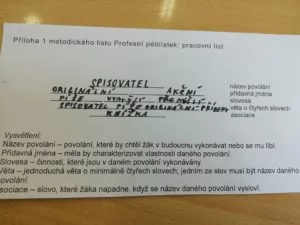 Příloha 1 metodického listu Profesní pětilístek: pracovní list
SPISOVATEL
název povolání
ORIGINÁLNÍ AKČNÍ
přídavná jména
PÍŠE VYMÝŠLÍ PŘEMÝŠLÍ
slovesa
SPISOVATEL PÍŠE ORIGINÁLNÍ PŘÍBĚHY
věta o čtyřech slovech
KNÍŽKA
asociace
Vysvětlení:
Název povolání – povolání, které by chtěl žák v budoucnu vykonávat nebo se mu líbí.
Přídavná jména – měla by charakterizovat vlastnosti daného povolání.
Slovesa – činnosti, které jsou v daném povolání vykonávány.
Věta – jednoduchá věta o minimálně čtyřech slovech; jedním ze slov musí být název daného
povolání.
sociace – slovo, které žáka napadne, když se název daného povolání vysloví.